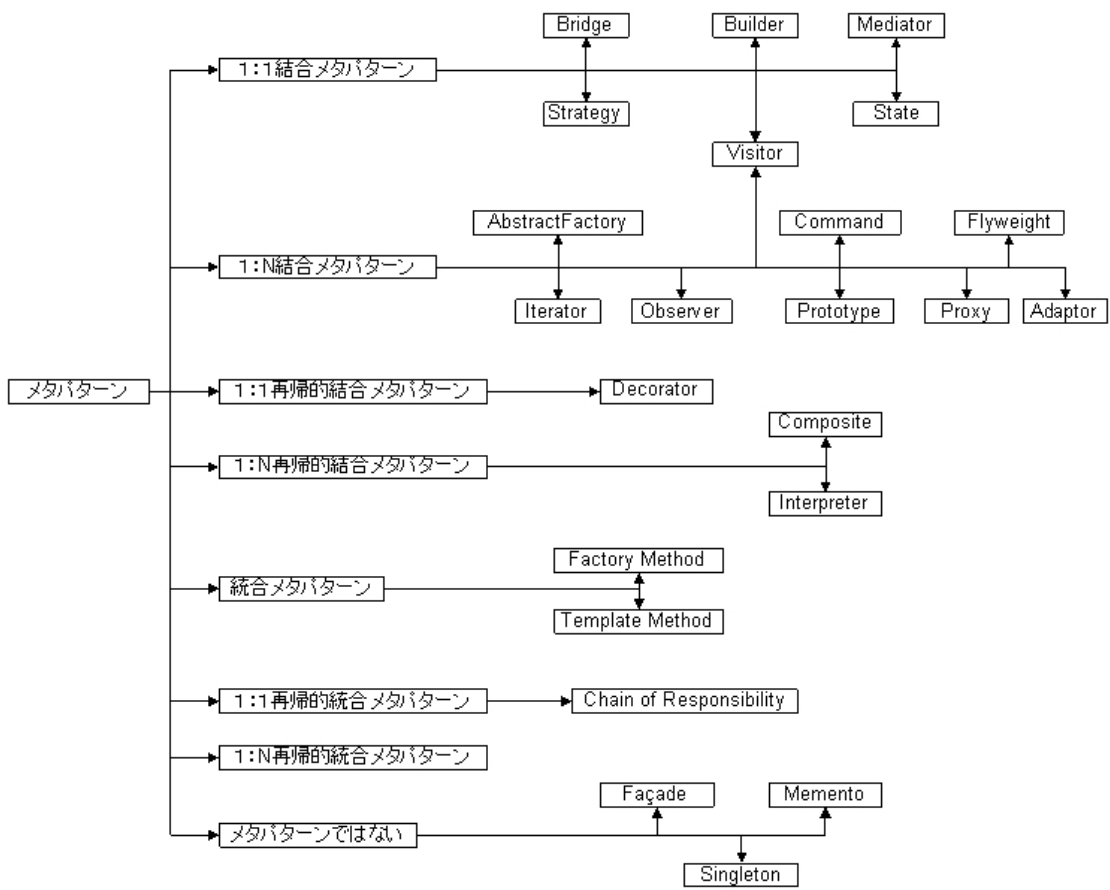 Bridge
Builder
Mediator
1:1結合メタパターン
Strategy
State
Visitor
AbstractFactory
Command
Flyweight
1:N結合メタパターン
Iterator
Observer
Prototype
Proxy
Adaptor
メタパターン
1:1再帰的結合メタパターン
Decorator
Composite
1:N再帰的結合メタパターン
Interpreter
Factory Method
統合メタパターン
Template Method
1:1再帰的統合メタパターン
Chain of Responsibility
1:N再帰的統合メタパターン
Façade
Memento
メタパターンではない
Singleton